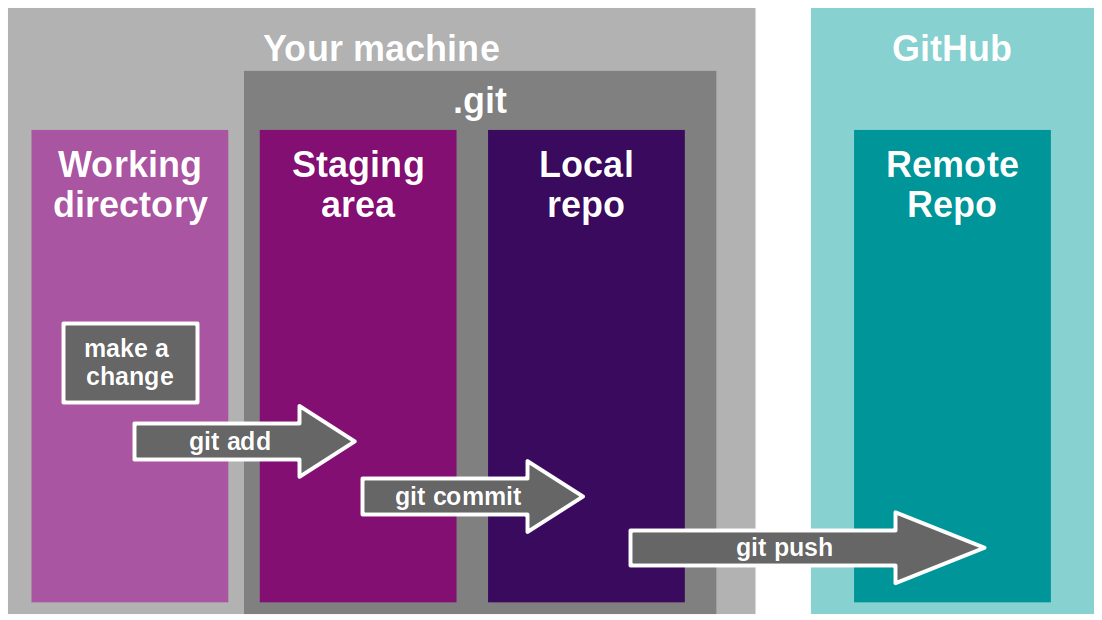 Your machine
GitHub
.git
Working
directory
Staging
area
Local
repo
Remote
Repo
make a
change
git add
git commit
git push